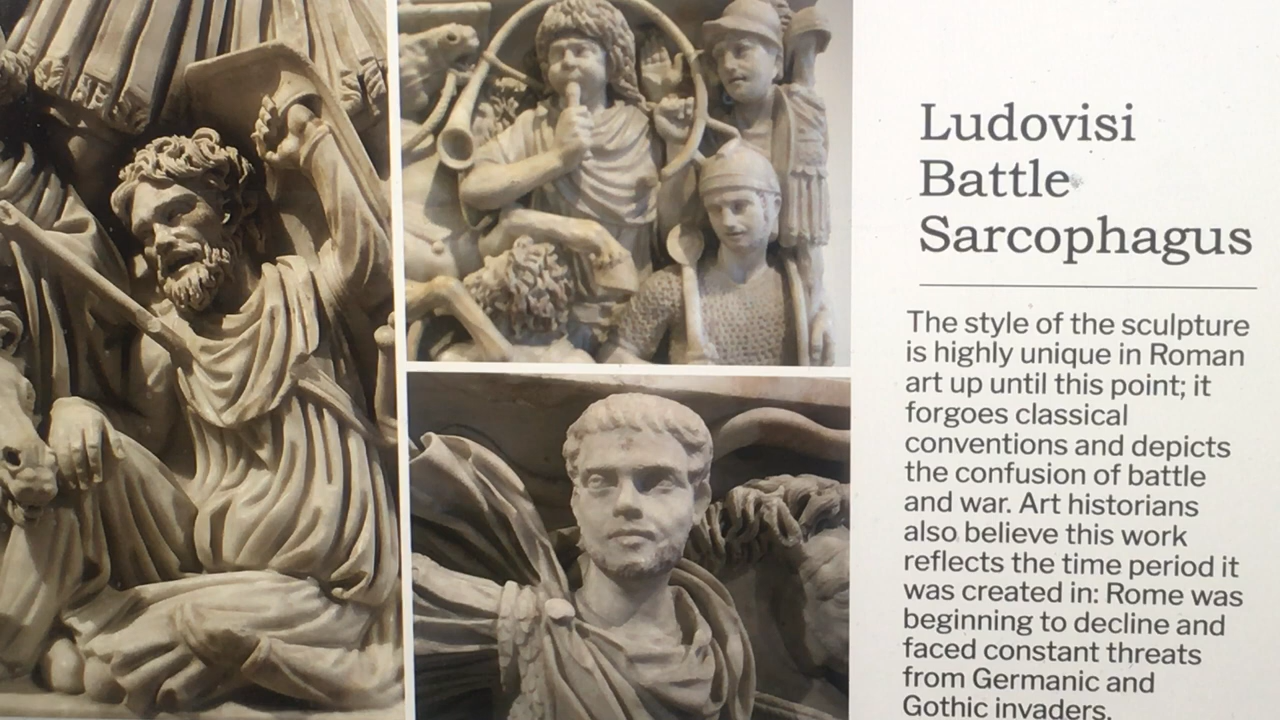 Ludovisi
Battle
Sarcophagus
The style of the sculpture
is highly unique in Roman
art up until this point; it
forgoes classical
conventions and depicts
the confusion of battle
and war. Art historians
also believe this work
reflects the time period it
was created in: Rome was
beginning to decline and
faced constant threats
from Germanic and
Gothic invaders.